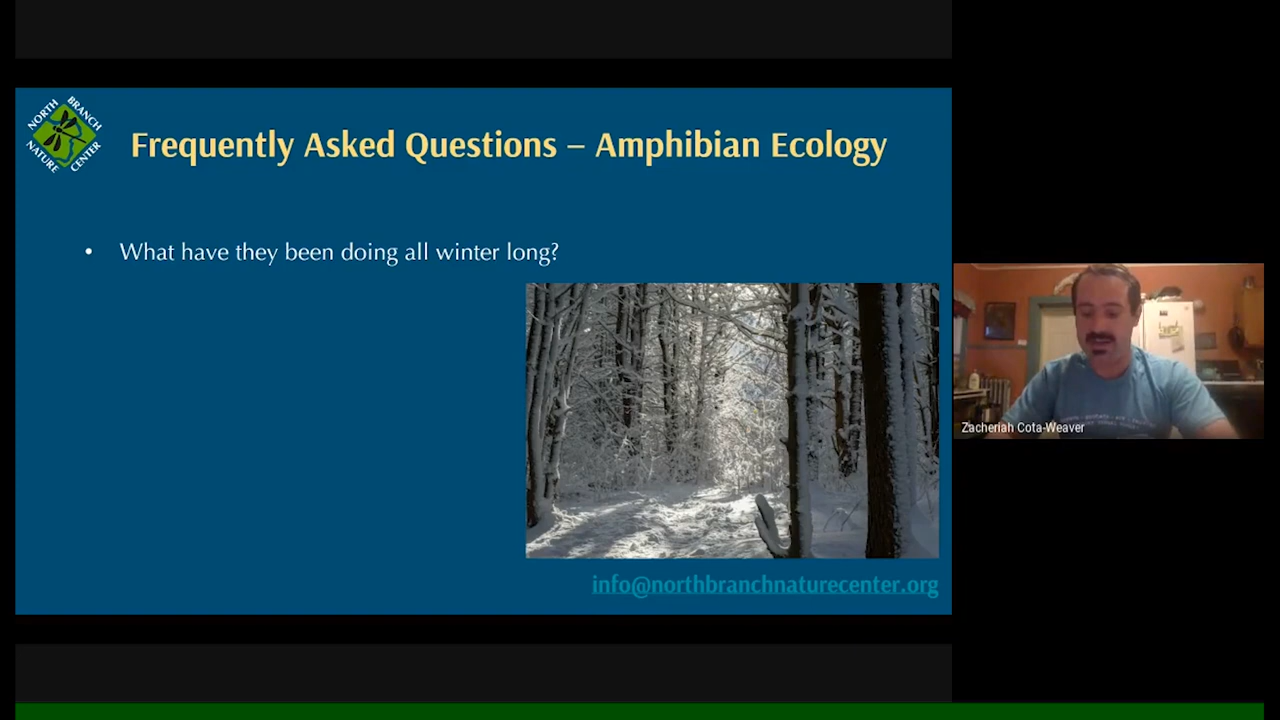 NORTH BRANCH
NATURE CENTER
Frequently Asked Questions – Amphibian Ecology
• What have they been doing all winter long?
info@northbranchnaturecenter.org
Zacheriah Cota-Weaver